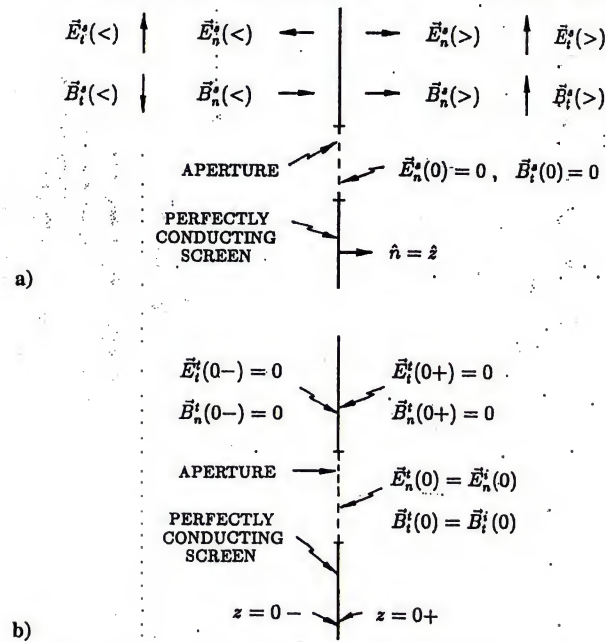 E⃗ₜˢ(<) E⃗ₙˢ(<) E⃗ₙˢ(>) E⃗ₜˢ(>)
B⃗ₜˢ(<) B⃗ₙˢ(<) B⃗ₙˢ(>) B⃗ₜˢ(>)
APERTURE E⃗ₙˢ(0) = 0 , B⃗ₜˢ(0) = 0
PERFECTLY
CONDUCTING
SCREEN
n̂ = ẑ
a)
E⃗ₜᵗ(0−) = 0 E⃗ₜᵗ(0+) = 0
B⃗ₙᵗ(0−) = 0 B⃗ₙᵗ(0+) = 0
APERTURE
E⃗ₙᵗ(0) = E⃗ₙⁱ(0)
B⃗ₜᵗ(0) = B⃗ₜⁱ(0)
PERFECTLY
CONDUCTING
SCREEN
z = 0− z = 0+
b)